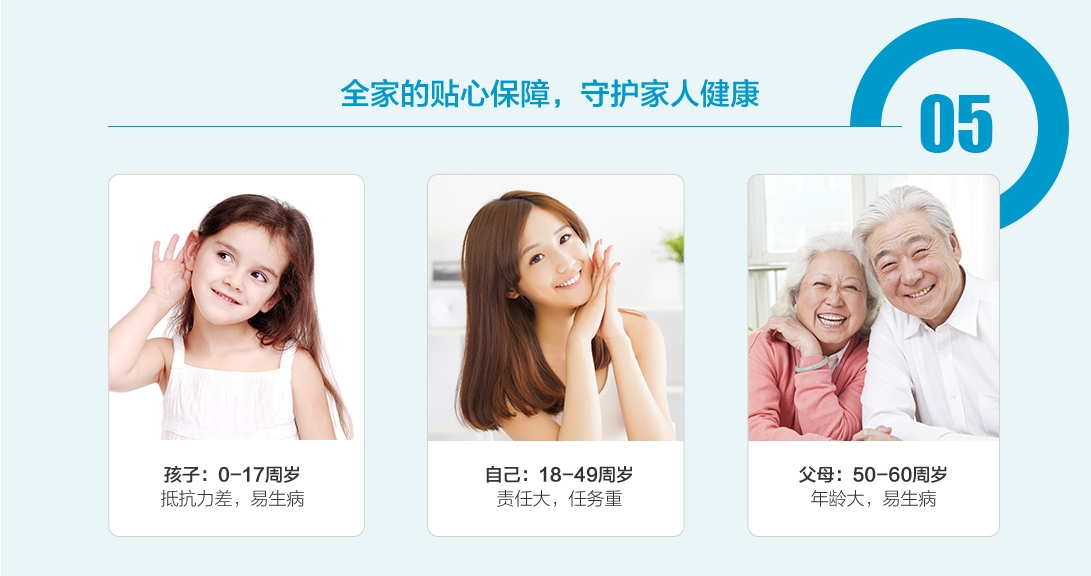 全家的贴心保障，守护家人健康
05
孩子：0-17周岁
抵抗力差，易生病
自己：18-49周岁
责任大，任务重
父母：50-60周岁
年龄大，易生病